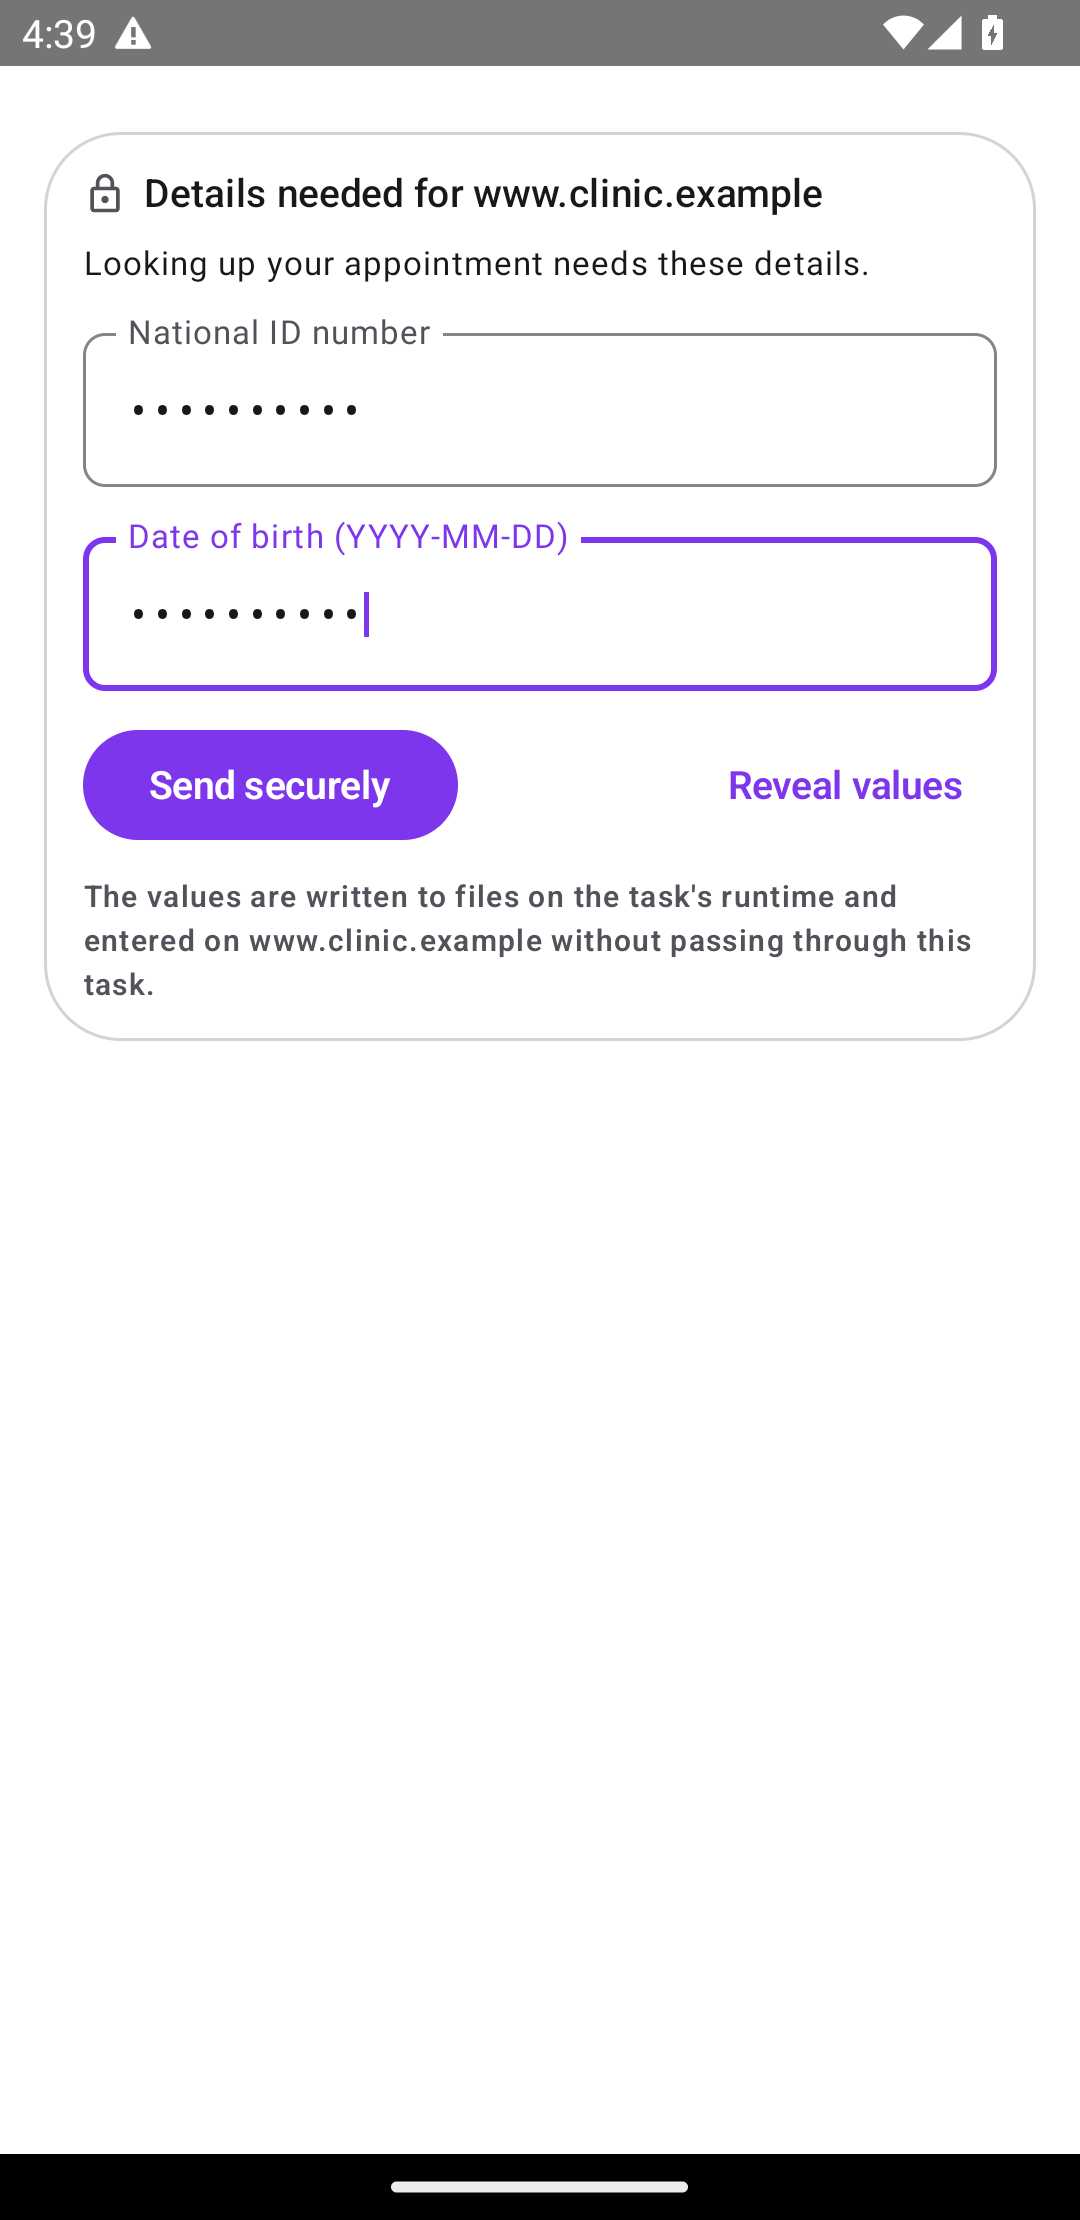 4:39
Details needed for www.clinic.example
Looking up your appointment needs these details.
National ID number
••••••••••
Date of birth (YYYY-MM-DD)
••••••••••
Send securely
Reveal values
The values are written to files on the task's runtime and
entered on www.clinic.example without passing through this
task.